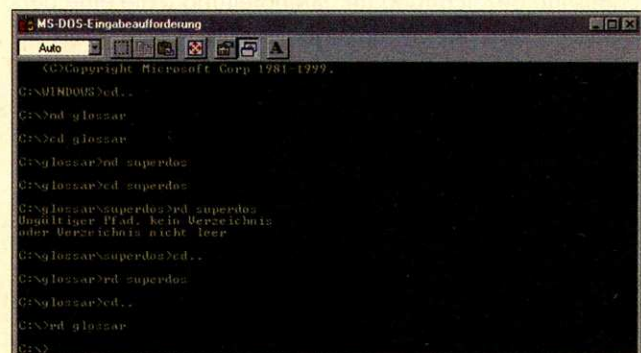 MS-DOS-Eingabeaufforderung
Auto
A
(C)Copyright Microsoft Corp 1981-1999.
C:\WINDOWS>cd..
C:\>md glossar
C:\>cd glossar
C:\glossar>md superdos
C:\glossar>cd superdos
C:\glossar\superdos>rd superdos
Ungültiger Pfad, kein Verzeichnis
oder Verzeichnis nicht leer
C:\glossar\superdos>cd..
C:\glossar>rd superdos
C:\glossar>cd..
C:\>rd glossar
C:\>